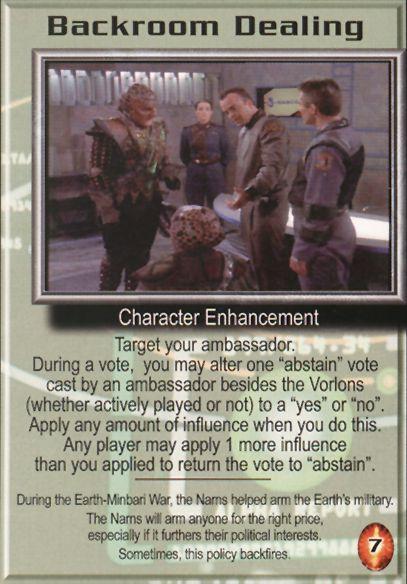 Backroom Dealing
Character Enhancement
Target your ambassador.
During a vote, you may alter one “abstain” vote
cast by an ambassador besides the Vorlons
(whether actively played or not) to a “yes” or “no”.
Apply any amount of influence when you do this.
Any player may apply 1 more influence
than you applied to return the vote to “abstain”.
During the Earth-Minbari War, the Narns helped arm the Earth's military.
The Narns will arm anyone for the right price,
especially if it furthers their political interests.
Sometimes, this policy backfires.
7